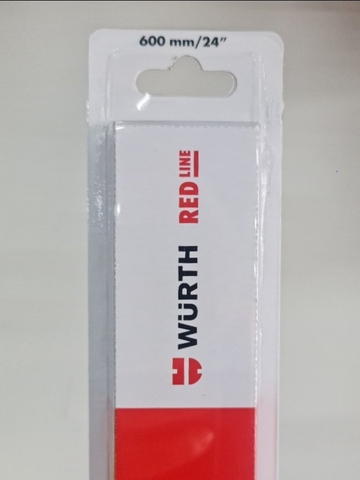 600 mm/24”
WÜRTH RED LINE